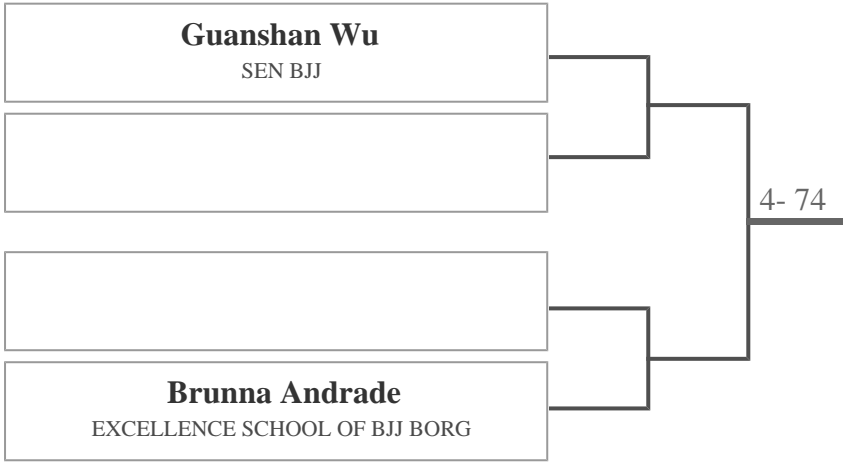 Guanshan Wu
SEN BJJ
4- 74
Brunna Andrade
EXCELLENCE SCHOOL OF BJJ BORG